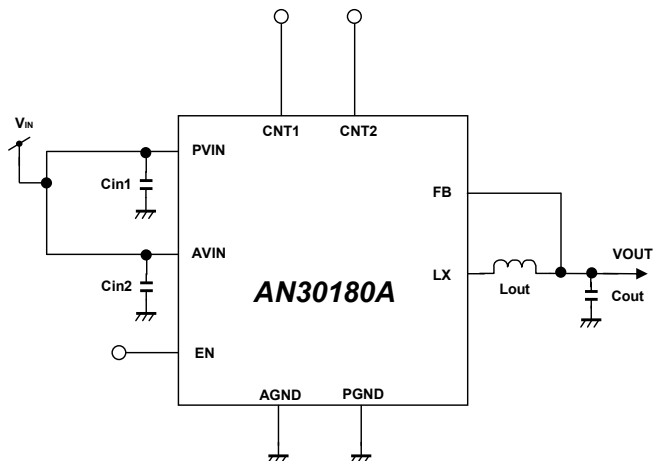 CNT1 CNT2
VIN
PVIN
Cin1
FB
AVIN
VOUT
LX
Cin2
AN30180A
Lout
Cout
EN
AGND
PGND